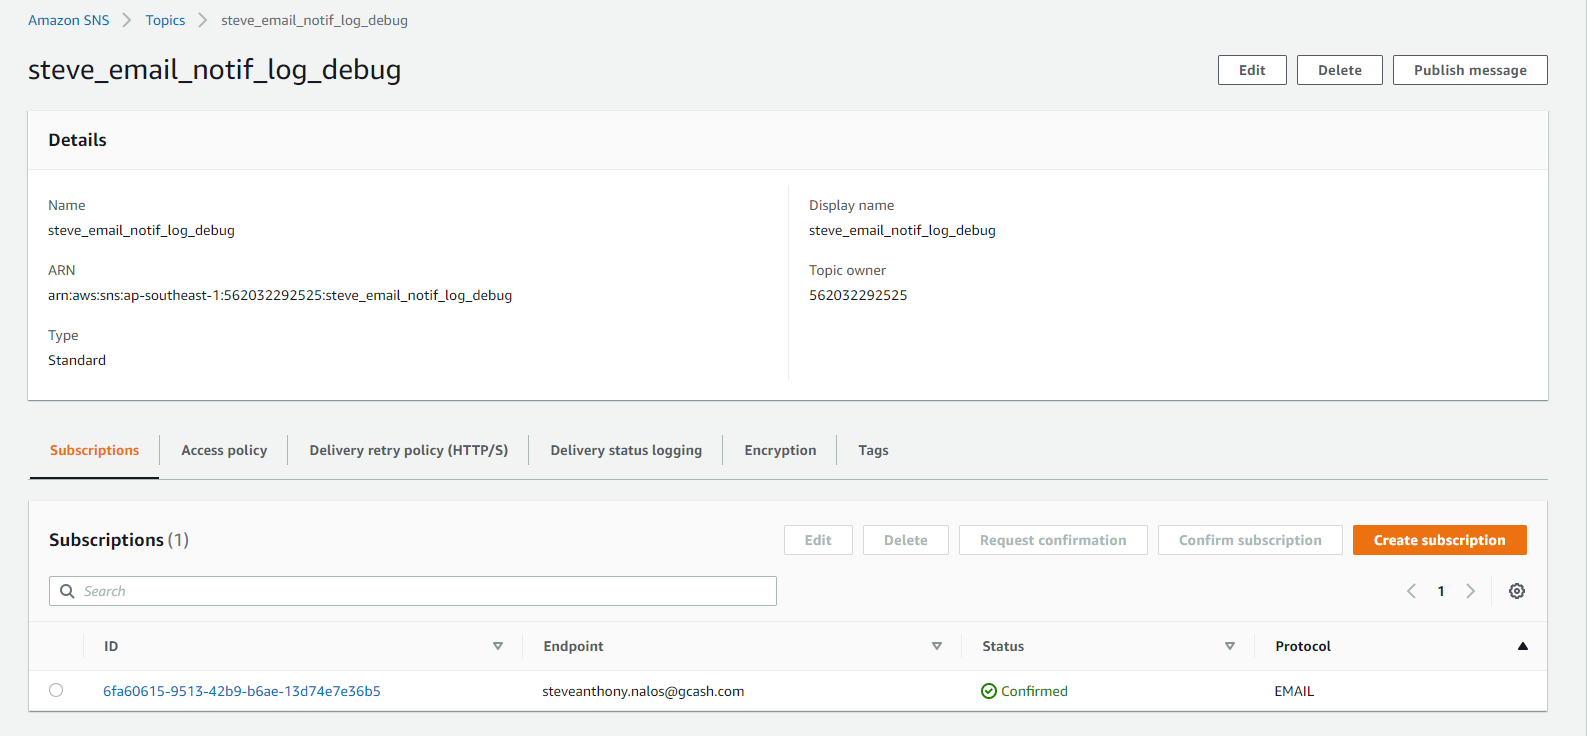 Amazon SNS > Topics > steve_email_notif_log_debug
steve_email_notif_log_debug
Edit Delete Publish message
Details
Name
steve_email_notif_log_debug
Display name
steve_email_notif_log_debug
ARN
arn:aws:sns:ap-southeast-1:562032292525:steve_email_notif_log_debug
Topic owner
562032292525
Type
Standard
Subscriptions Access policy Delivery retry policy (HTTP/S) Delivery status logging Encryption Tags
Subscriptions (1)
Edit Delete Request confirmation Confirm subscription Create subscription
Search
1
ID Endpoint Status Protocol
6fa60615-9513-42b9-b6ae-13d74e7e36b5 steveanthony.nalos@gcash.com Confirmed EMAIL